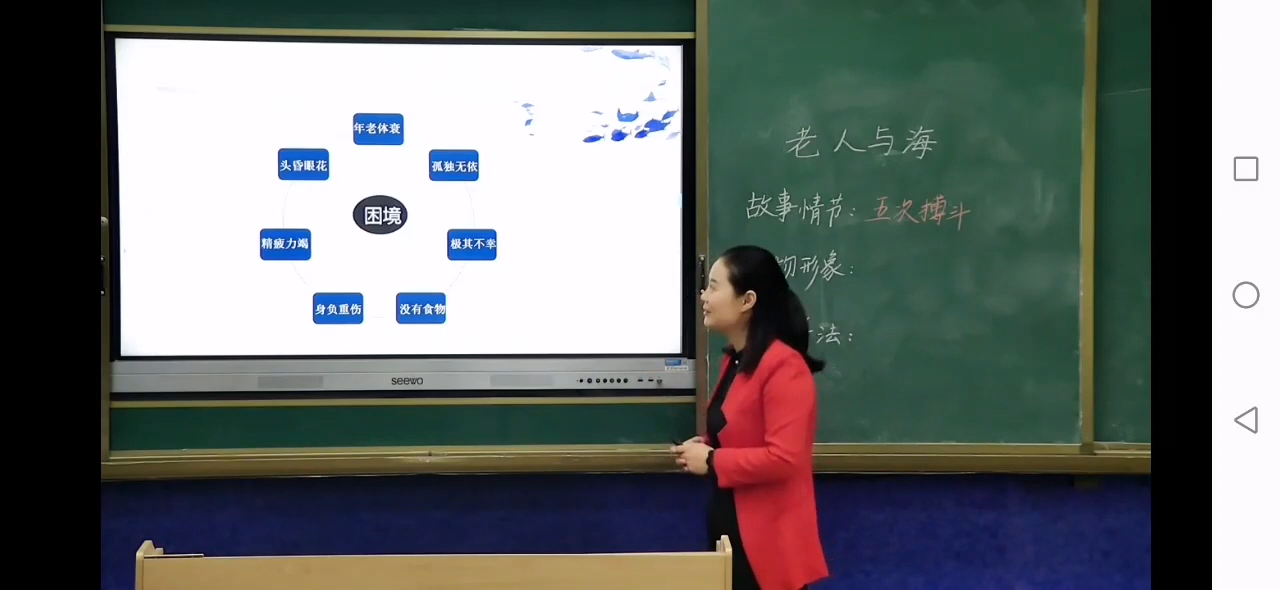 年老体衰
头昏眼花
孤独无依
困境
精疲力竭
极其不幸
身负重伤
没有食物
seewo
老人与海
故事情节：五次搏斗
物形象：
法：